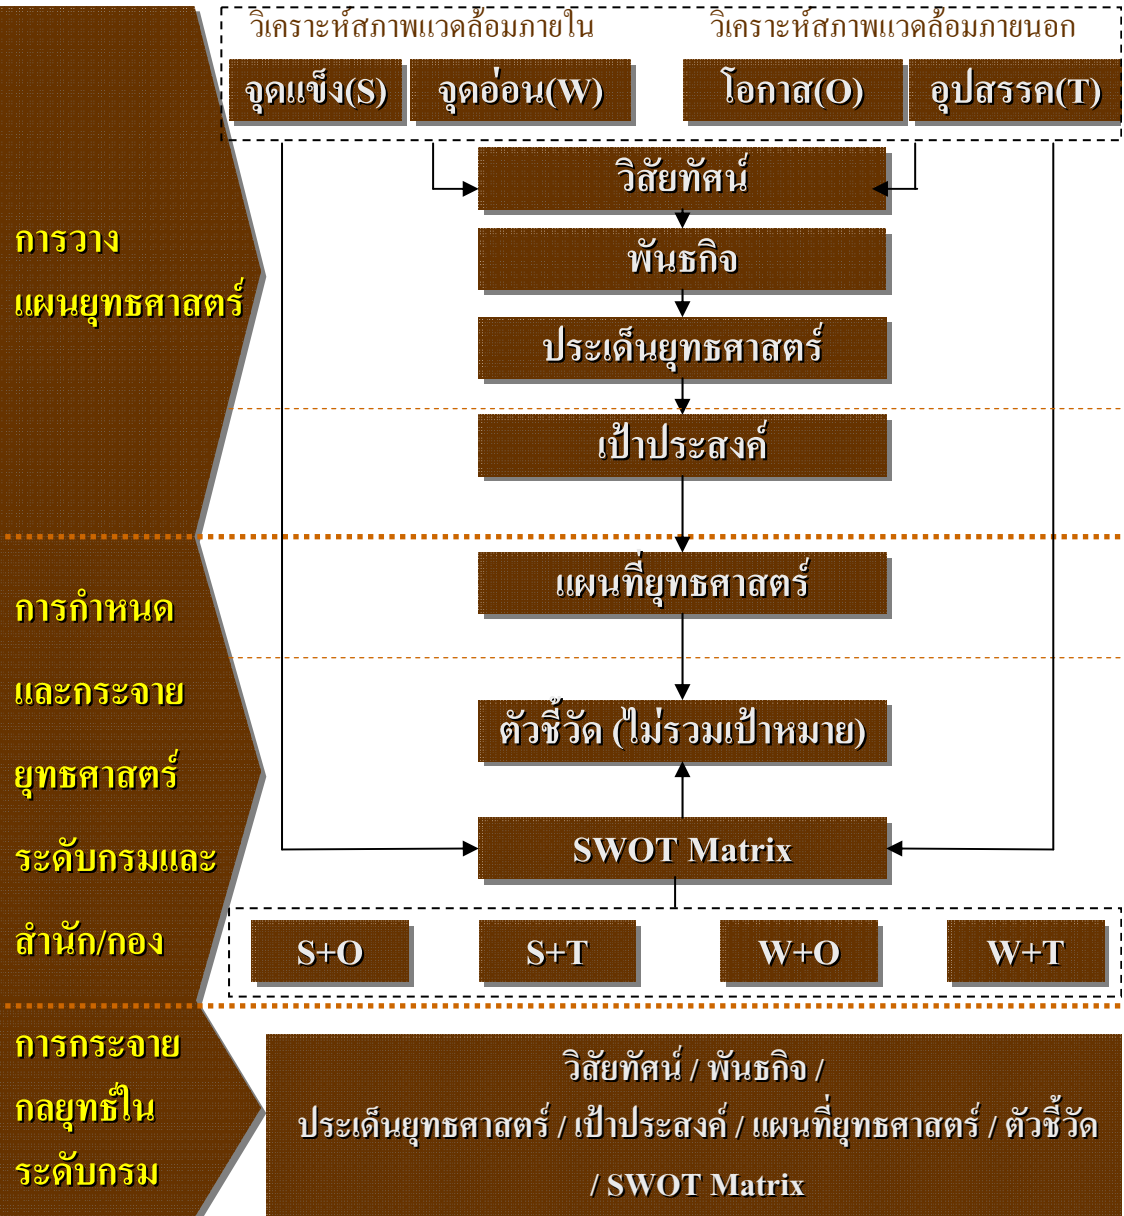 วิเคราะห์สภาพแวดล้อมภายใน
วิเคราะห์สภาพแวดล้อมภายนอก
จุดแข็ง(S)
จุดอ่อน(W)
โอกาส(O)
อุปสรรค(T)
การวาง
แผนยุทธศาสตร์
วิสัยทัศน์
พันธกิจ
ประเด็นยุทธศาสตร์
เป้าประสงค์
การกำหนด
และกระจาย
ยุทธศาสตร์
ระดับกรมและ
สำนัก/กอง
แผนที่ยุทธศาสตร์
ตัวชี้วัด (ไม่รวมเป้าหมาย)
SWOT Matrix
S+O
S+T
W+O
W+T
การกระจาย
กลยุทธ์ใน
ระดับกรม
วิสัยทัศน์ / พันธกิจ /
ประเด็นยุทธศาสตร์ / เป้าประสงค์ / แผนที่ยุทธศาสตร์ / ตัวชี้วัด
/ SWOT Matrix